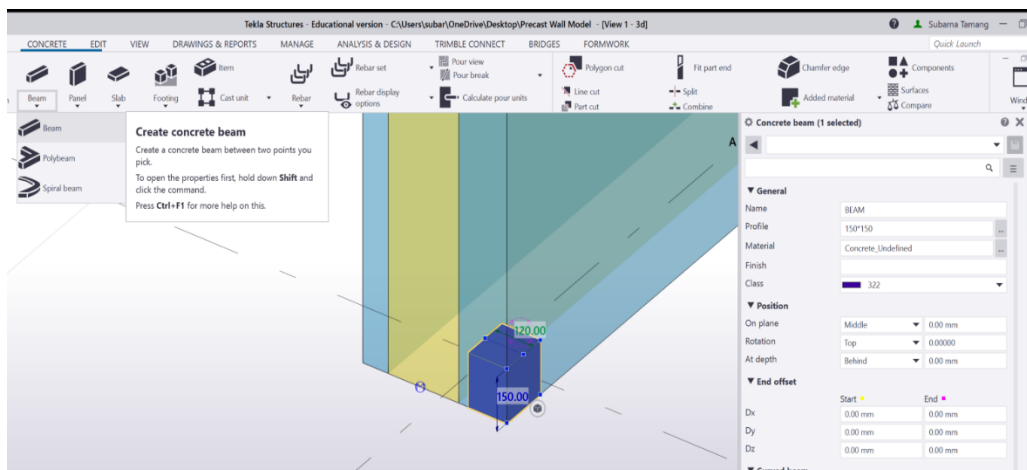 Tekla Structures - Educational version - C:\Users\subar\OneDrive\Desktop\Precast Wall Model - [View 1 - 3d]
Subarna Tamang
CONCRETE EDIT VIEW DRAWINGS & REPORTS MANAGE ANALYSIS & DESIGN TRIMBLE CONNECT BRIDGES FORMWORK
Quick Launch
Beam
Panel
Slab
Footing
Item
Cast unit
Rebar
Rebar set
Rebar display options
Pour view
Pour break
Calculate pour units
Polygon cut
Line cut
Part cut
Fit part end
Split
Combine
Chamfer edge
Added material
Components
Surfaces
Compare
Wind
Beam
Polybeam
Spiral beam
Create concrete beam
Create a concrete beam between two points you
pick.
To open the properties first, hold down Shift and
click the command.
Press Ctrl+F1 for more help on this.
A
120.00
150.00
Concrete beam (1 selected)
General
Name BEAM
Profile 150*150
Material Concrete_Undefined
Finish
Class 322
Position
On plane Middle 0.00 mm
Rotation Top 0.00000
At depth Behind 0.00 mm
End offset
Start End
Dx 0.00 mm 0.00 mm
Dy 0.00 mm 0.00 mm
Dz 0.00 mm 0.00 mm